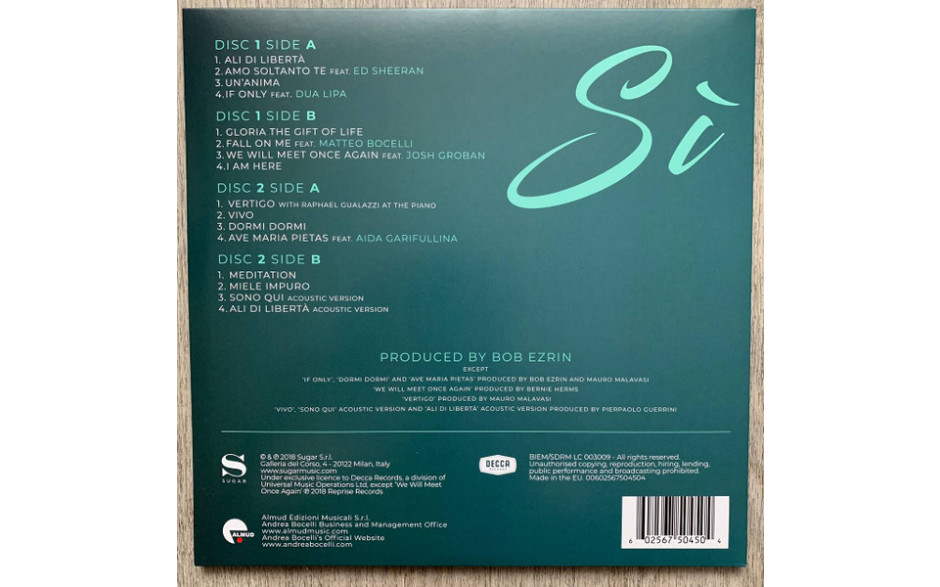 Sì
DISC 1 SIDE A
1. ALI DI LIBERTÀ
2. AMO SOLTANTO TE FEAT. ED SHEERAN
3. UN'ANIMA
4. IF ONLY FEAT. DUA LIPA
DISC 1 SIDE B
1. GLORIA THE GIFT OF LIFE
2. FALL ON ME FEAT. MATTEO BOCELLI
3. WE WILL MEET ONCE AGAIN FEAT. JOSH GROBAN
4. I AM HERE
DISC 2 SIDE A
1. VERTIGO WITH RAPHAEL GUALAZZI AT THE PIANO
2. VIVO
3. DORMI DORMI
4. AVE MARIA PIETAS FEAT. AIDA GARIFULLINA
DISC 2 SIDE B
1. MEDITATION
2. MIELE IMPURO
3. SONO QUI ACOUSTIC VERSION
4. ALI DI LIBERTÀ ACOUSTIC VERSION
PRODUCED BY BOB EZRIN
EXCEPT
'IF ONLY', 'DORMI DORMI' AND 'AVE MARIA PIETAS' PRODUCED BY BOB EZRIN AND MAURO MALAVASI
'WE WILL MEET ONCE AGAIN' PRODUCED BY BERNIE HERMS
'VERTIGO' PRODUCED BY MAURO MALAVASI
'VIVO', 'SONO QUI' ACOUSTIC VERSION AND 'ALI DI LIBERTÀ' ACOUSTIC VERSION PRODUCED BY PIERPAOLO GUERRINI
S
SUGAR
© & ℗ 2018 Sugar S.r.l.
Galleria del Corso, 4 - 20122 Milan, Italy
www.sugarmusic.com
Under exclusive licence to Decca Records, a division of
Universal Music Operations Ltd, except 'We Will Meet
Once Again' ℗ 2018 Reprise Records
DECCA
RECORDS
BIEM/SDRM LC 003009 - All rights reserved.
Unauthorised copying, reproduction, hiring, lending,
public performance and broadcasting prohibited.
Made in the EU. 00602567504504
ALMUD
Almud Edizioni Musicali S.r.l.
Andrea Bocelli Business and Management Office
www.almudmusic.com
Andrea Bocelli's Official Website
www.andreabocelli.com
6 02567 50450 4